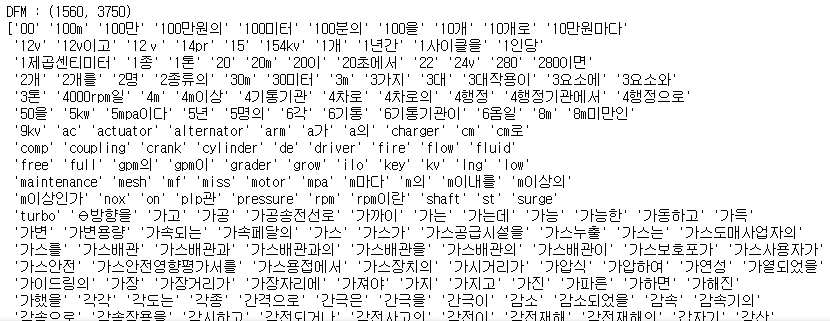 DFM : (1560, 3750)
['00' '100m' '100만' '100만원의' '100미터' '100분의' '100을' '10개' '10개로' '10만원마다'
'12v' '12v이고' '12ｖ' '14pr' '15' '154kv' '1개' '1년간' '1사이클을' '1인당'
'1제곱센티미터' '1종' '1톤' '20' '20m' '20이' '20초에서' '22' '24v' '280' '280이면'
'2개' '2개를' '2명' '2종류의' '30m' '30미터' '3m' '3가지' '3대' '3대작용이' '3요소에' '3요소와'
'3톤' '4000rpm일' '4m' '4m이상' '4기통기관' '4차로' '4차로의' '4행정' '4행정기관에서' '4행정으로'
'50을' '5kw' '5mpa이다' '5년' '5명의' '6각' '6기통' '6기통기관이' '6옴일' '8m' '8m미만인'
'9kv' 'ac' 'actuator' 'alternator' 'arm' 'a가' 'a의' 'charger' 'cm' 'cm로'
'comp' 'coupling' 'crank' 'cylinder' 'de' 'driver' 'fire' 'flow' 'fluid'
'free' 'full' 'gpm의' 'gpm이' 'grader' 'grow' 'ilo' 'key' 'kv' 'lng' 'low'
'maintenance' 'mesh' 'mf' 'miss' 'motor' 'mpa' 'm마다' 'm의' 'm이내를' 'm이상의'
'm이상인가' 'nox' 'on' 'plp관' 'pressure' 'rpm' 'rpm이란' 'shaft' 'st' 'surge'
'turbo' '⊖방향을' '가고' '가공' '가공송전선로' '가까이' '가는' '가는데' '가능' '가능한' '가동하고' '가득'
'가변' '가변용량' '가속되는' '가속페달의' '가스' '가스가' '가스공급시설을' '가스누출' '가스는' '가스도매사업자의'
'가스를' '가스배관' '가스배관과' '가스배관과의' '가스배관을' '가스배관의' '가스배관이' '가스보호포가' '가스사용자가'
'가스안전' '가스안전영향평가서를' '가스용접에서' '가스장치의' '가시거리가' '가압식' '가압하여' '가연성' '가열되었을'
'가이드링의' '가장' '가장거리가' '가장자리에' '가져야' '가지' '가지고' '가진' '가파른' '가하면' '가해진'
'가했을' '각각' '각도는' '각종' '간격으로' '간극은' '간극을' '간극이' '감소' '감소되었을' '감속' '감속기의'
'감속으로' '감속작용을' '감시하고' '감전되거나' '감전사고의' '감전이' '감전재해' '감전재해의' '갑자기' '강산'